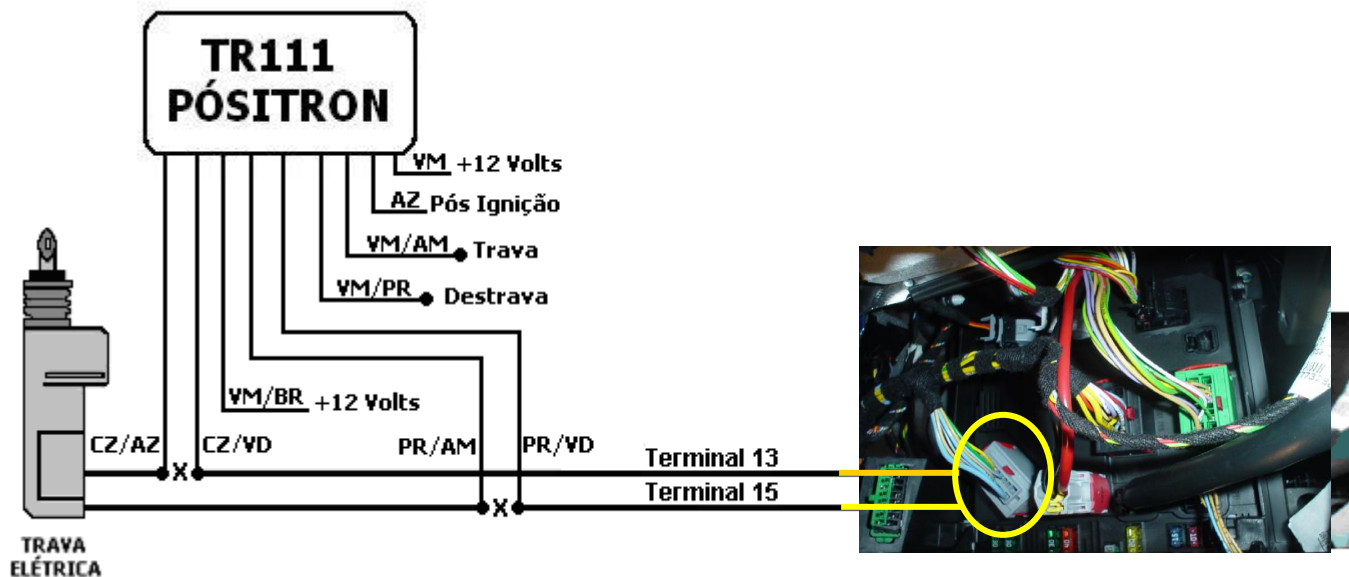 TR111
PÓSITRON
VM +12 Volts
AZ Pós Ignição
VM/AM Trava
VM/PR Destrava
VM/BR +12 Volts
CZ/AZ CZ/VD PR/AM PR/VD Terminal 13
X
Terminal 15
X
TRAVA
ELÉTRICA